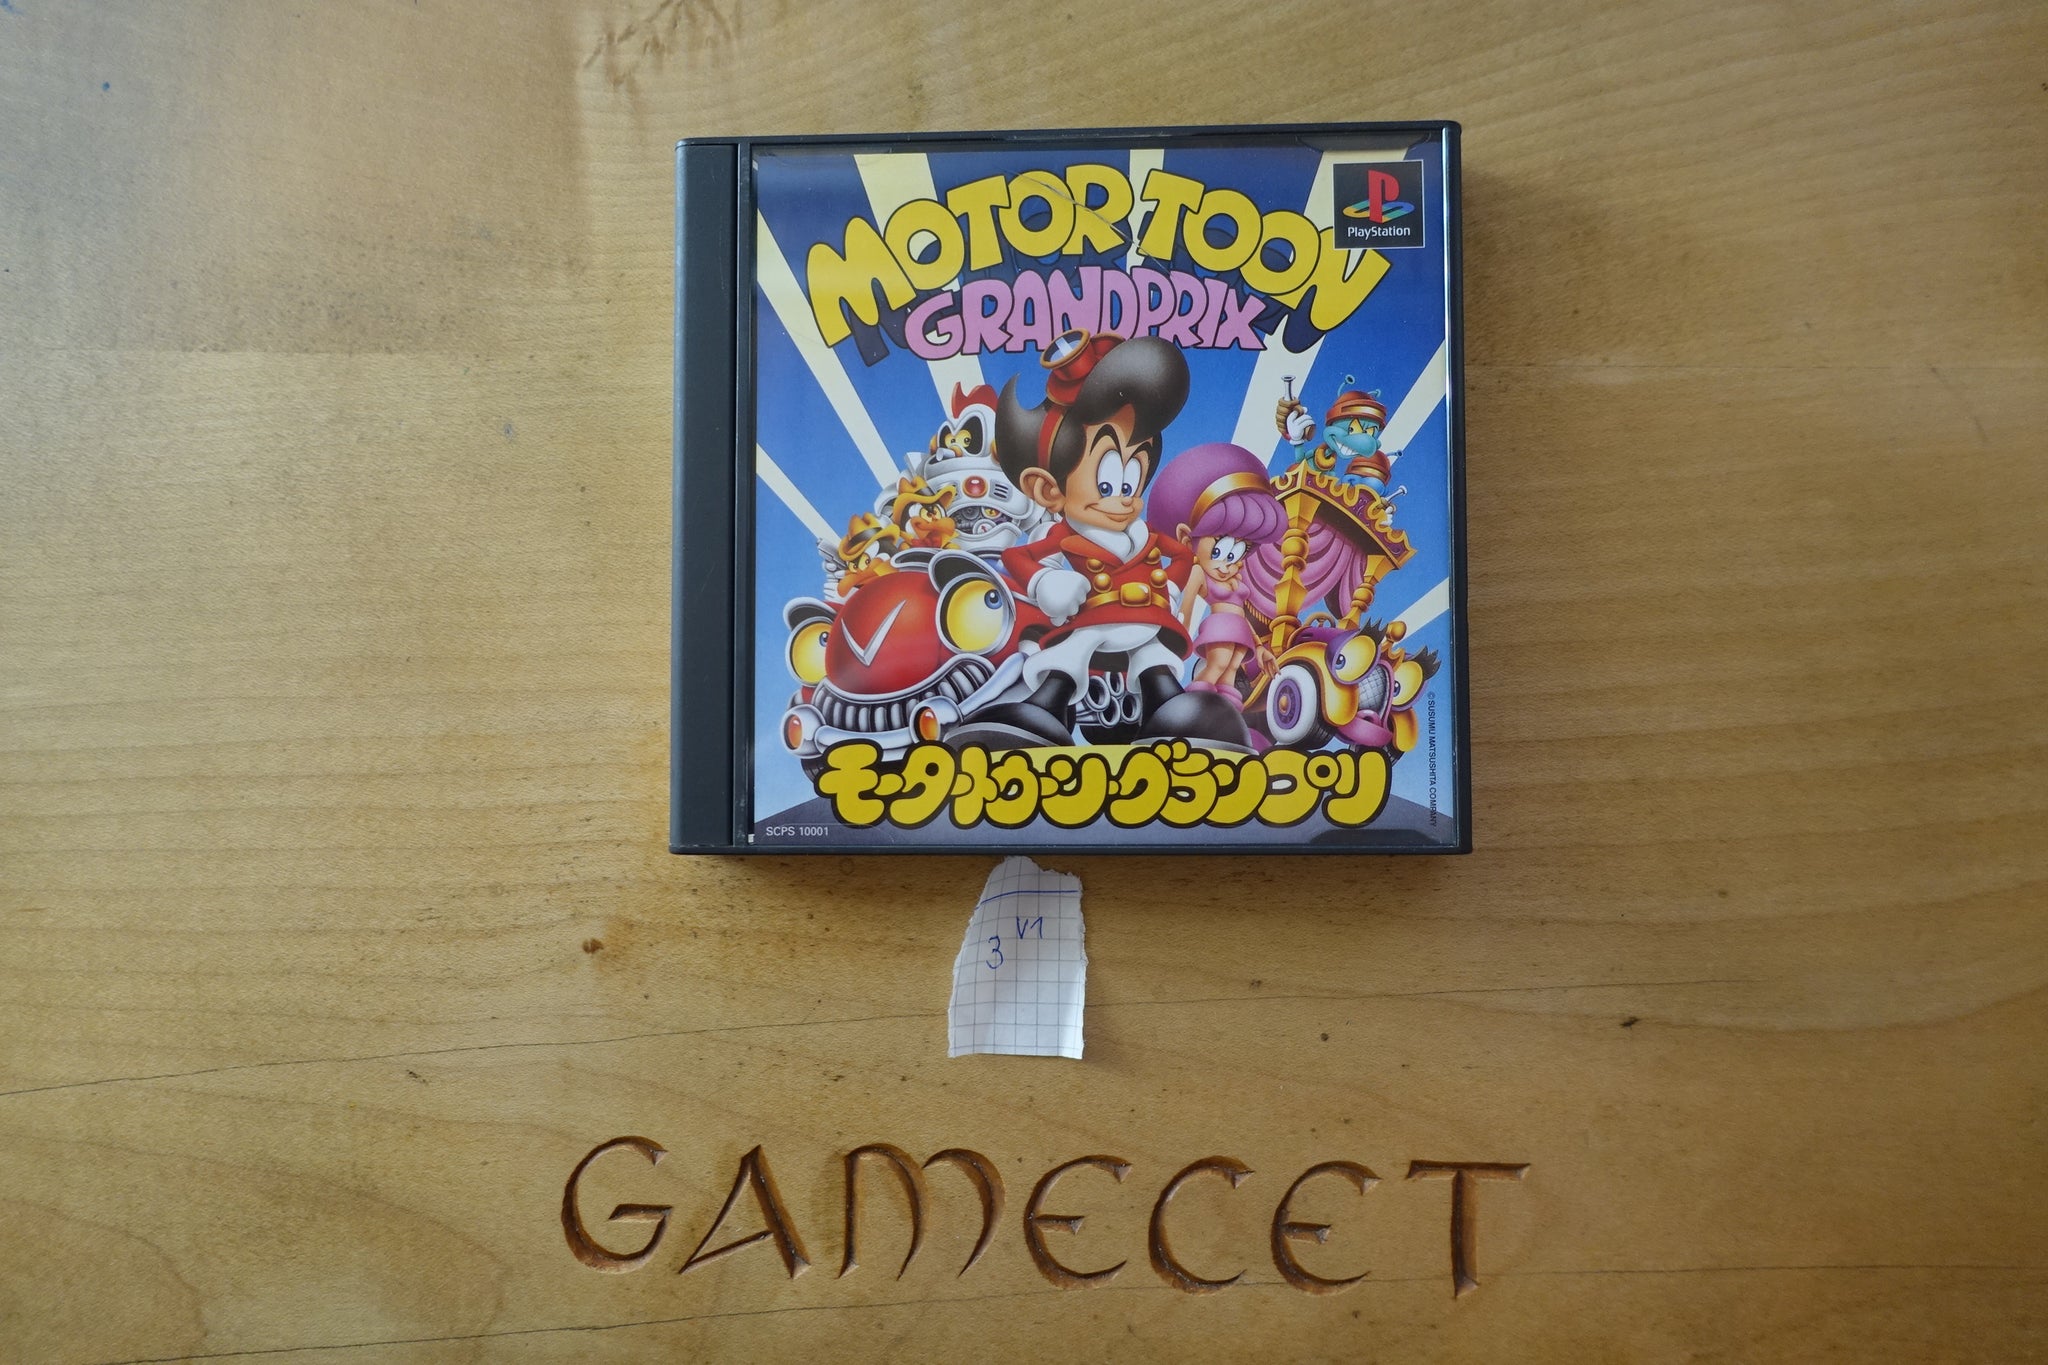 MOTOR TOON
GRANDPRIX
PlayStation
モータートゥーン・グランプリ
SCPS 10001
© SUSUMU MATSUSHITA COMPANY
V1
3
GAMECET